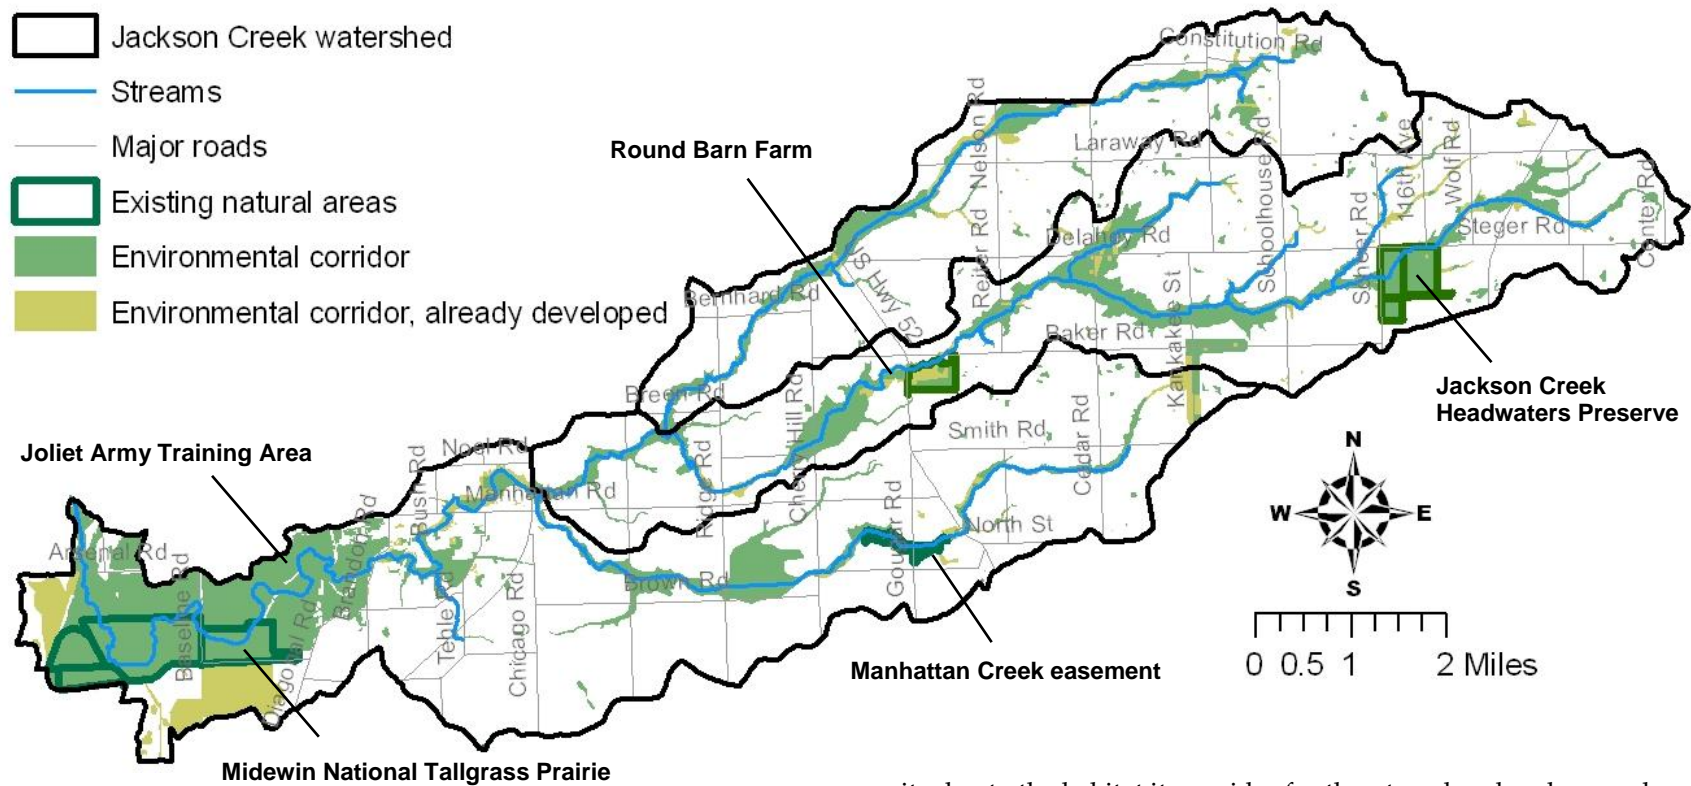 Jackson Creek watershed
Streams
Major roads
Existing natural areas
Environmental corridor
Environmental corridor, already developed
Constitution Rd
Nelson Rd
Laraway Rd
Schoolhouse Rd
116th Ave
Wolf Rd
Center Rd
Round Barn Farm
Reiter Rd
Delahoy Rd
Scheer Rd
Steger Rd
S Hwy 52
Bernhard Rd
Kankakee St
Baker Rd
Jackson Creek
Headwaters Preserve
Breen Rd
Cherry Hill Rd
Smith Rd
Cedar Rd
Joliet Army Training Area
Noel Rd
Bush Rd
Manhattan Rd
Ridge Rd
Gougar Rd
North St
N
W E
S
Arsenal Rd
Baseline Rd
Brandon Rd
Diagonal Rd
Tehle Rd
Chicago Rd
Brown Rd
Manhattan Creek easement
0 0.5 1 2 Miles
Midewin National Tallgrass Prairie